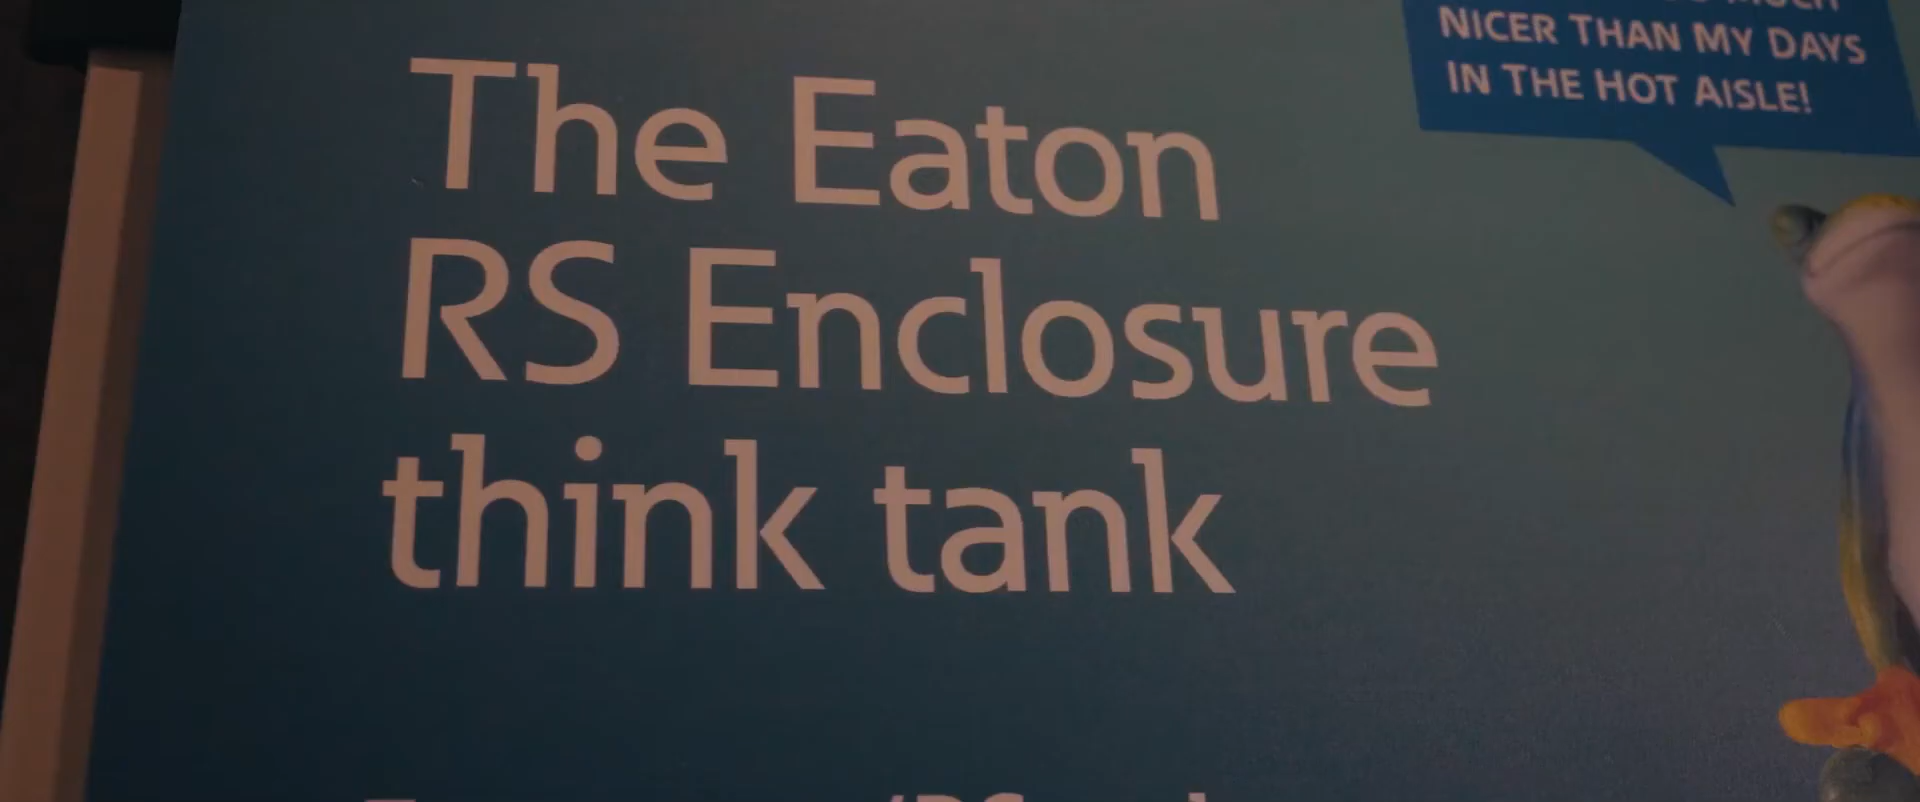 NICER THAN MY DAYS
IN THE HOT AISLE!
The Eaton
RS Enclosure
think tank